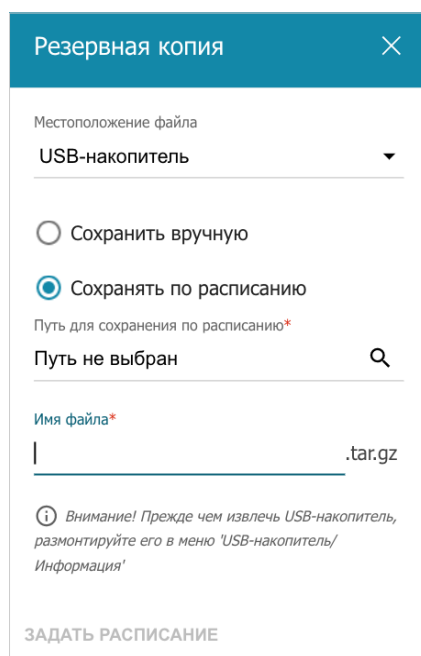 Резервная копия
Местоположение файла
USB-накопитель
Сохранить вручную
Сохранять по расписанию
Путь для сохранения по расписанию*
Путь не выбран
Имя файла*
.tar.gz
Внимание! Прежде чем извлечь USB-накопитель,
размонтируйте его в меню 'USB-накопитель/
Информация'
ЗАДАТЬ РАСПИСАНИЕ